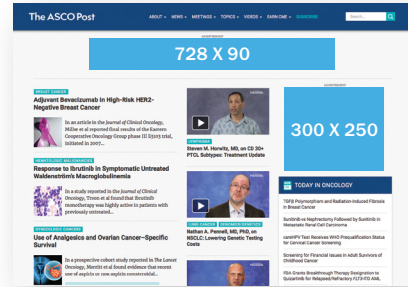 The ASCO Post
ABOUT
NEWS
MEETINGS
TOPICS
VIDEOS
EARN CME
SUBSCRIBE
Search...
ADVERTISEMENT
728 X 90
BREAST CANCER
Adjuvant Bevacizumab in High-Risk HER2-
Negative Breast Cancer
In an article in the Journal of Clinical Oncology,
Miller et al reported final results of the Eastern
Cooperative Oncology Group phase III E5103 trial,
initiated in 2007...
HEMATOLOGIC MALIGNANCIES
Response to Ibrutinib in Symptomatic Untreated
Waldenström's Macroglobulinemia
In a study reported in the Journal of Clinical
Oncology, Treon et al found that ibrutinib
monotherapy was highly active in patients with
previously untreated...
GYNECOLOGIC CANCERS
Use of Analgesics and Ovarian Cancer–Specific
Survival
In a prospective cohort study reported in The Lancet
Oncology, Merritt et al found evidence that recent
use of aspirin or non-aspirin nonsteroidal...
LYMPHOMA
Steven M. Horwitz, MD, on CD 30+
PTCL Subtypes: Treatment Update
LUNG CANCER
GENOMICS/GENETICS
Nathan A. Pennell, MD, PhD, on
NSCLC: Lowering Genetic Testing
Costs
ADVERTISEMENT
300 X 250
TODAY IN ONCOLOGY
TGFβ Polymorphism and Radiation-Induced Fibrosis
in Breast Cancer
Sunitinib vs Nephrectomy Followed by Sunitinib in
Metastatic Renal Cell Carcinoma
careHPV Test Receives WHO Prequalification Status
for Cervical Cancer Screening
Screening for Financial Issues in Adult Survivors of
Childhood Cancer
FDA Grants Breakthrough Therapy Designation to
Quizartinib for Relapsed/Refractory FLT3-ITD AML